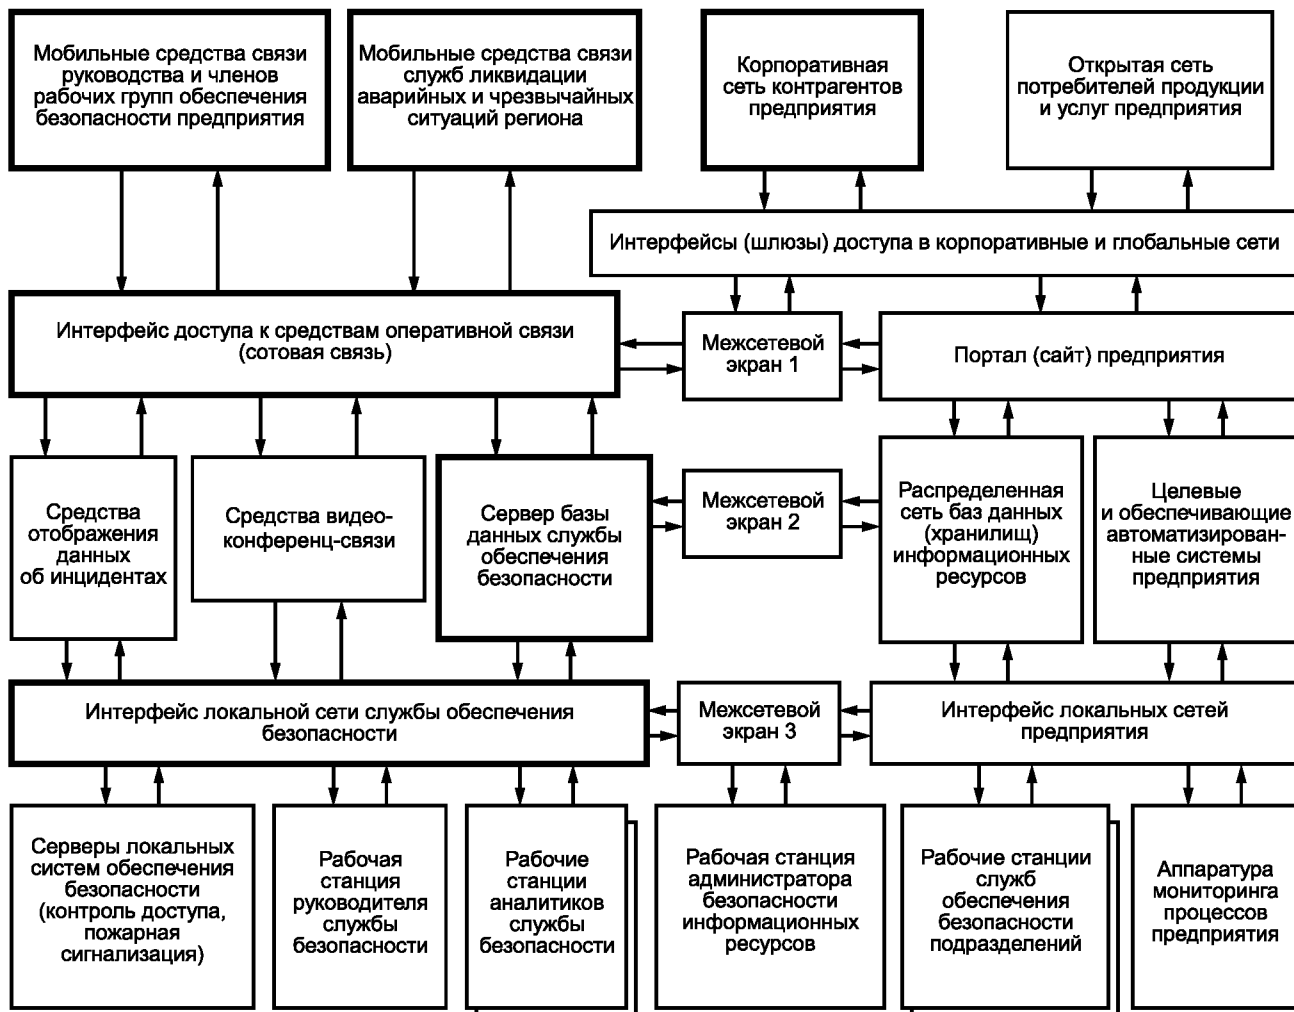 Мобильные средства связи
руководства и членов
рабочих групп обеспечения
безопасности предприятия
Мобильные средства связи
служб ликвидации
аварийных и чрезвычайных
ситуаций региона
Корпоративная
сеть контрагентов
предприятия
Открытая сеть
потребителей продукции
и услуг предприятия
Интерфейсы (шлюзы) доступа в корпоративные и глобальные сети
Интерфейс доступа к средствам оперативной связи
(сотовая связь)
Межсетевой
экран 1
Портал (сайт) предприятия
Средства
отображения
данных
об инцидентах
Средства видео-
конференц-связи
Сервер базы
данных службы
обеспечения
безопасности
Межсетевой
экран 2
Распределенная
сеть баз данных
(хранилищ)
информационных
ресурсов
Целевые
и обеспечивающие
автоматизирован-
ные системы
предприятия
Интерфейс локальной сети службы обеспечения
безопасности
Межсетевой
экран 3
Интерфейс локальных сетей
предприятия
Серверы локальных
систем обеспечения
безопасности
(контроль доступа,
пожарная
сигнализация)
Рабочая
станция
руководителя
службы
безопасности
Рабочие
станции
аналитиков
службы
безопасности
Рабочая станция
администратора
безопасности
информационных
ресурсов
Рабочие станции
служб
обеспечения
безопасности
подразделений
Аппаратура
мониторинга
процессов
предприятия